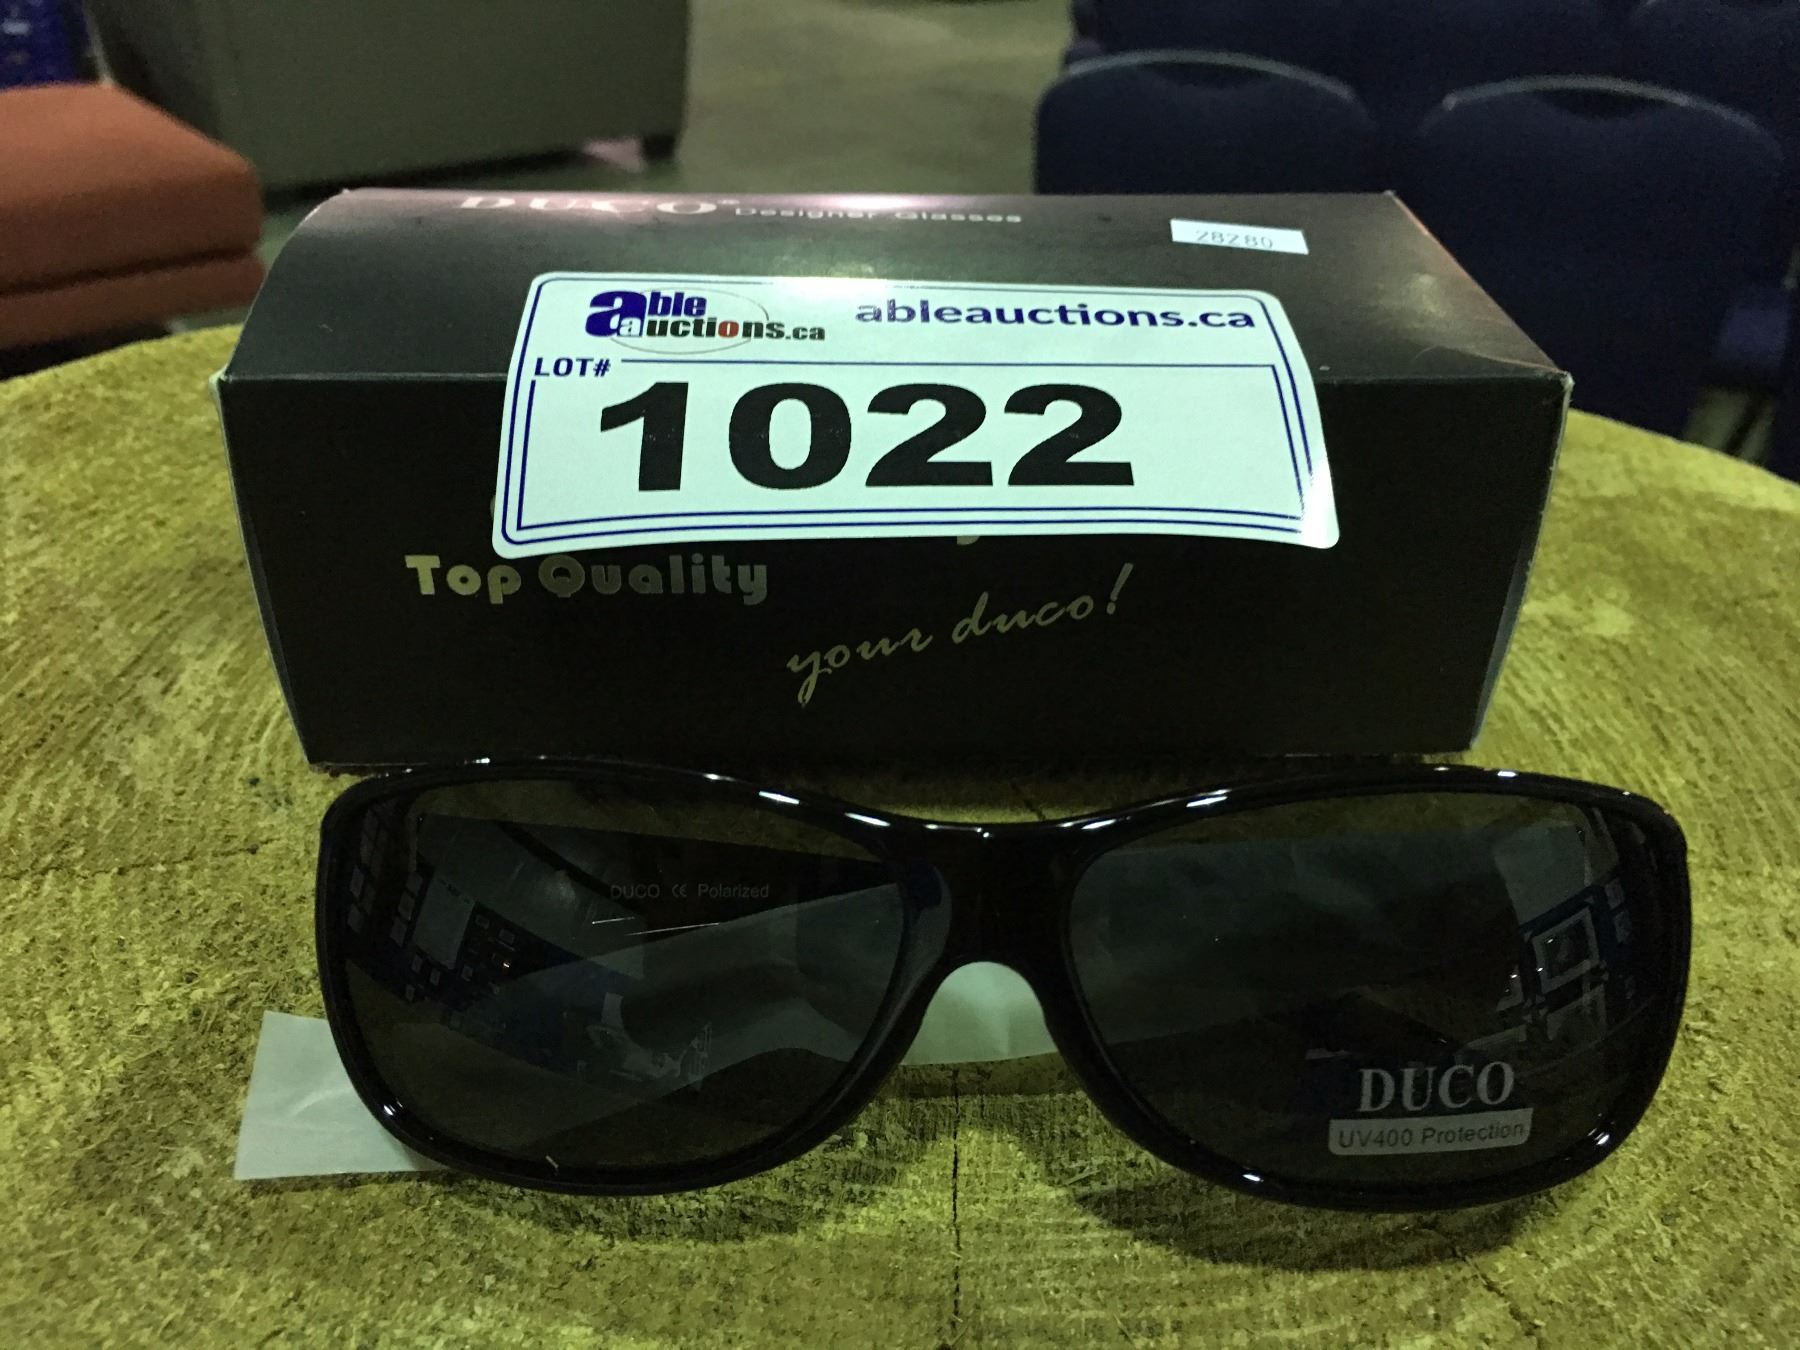 DUCO® Designer Glasses
28280
able auctions.ca
ableauctions.ca
LOT#
1022
Top Quality
your duco!
DUCO CE Polarized
DUCO
UV400 Protection